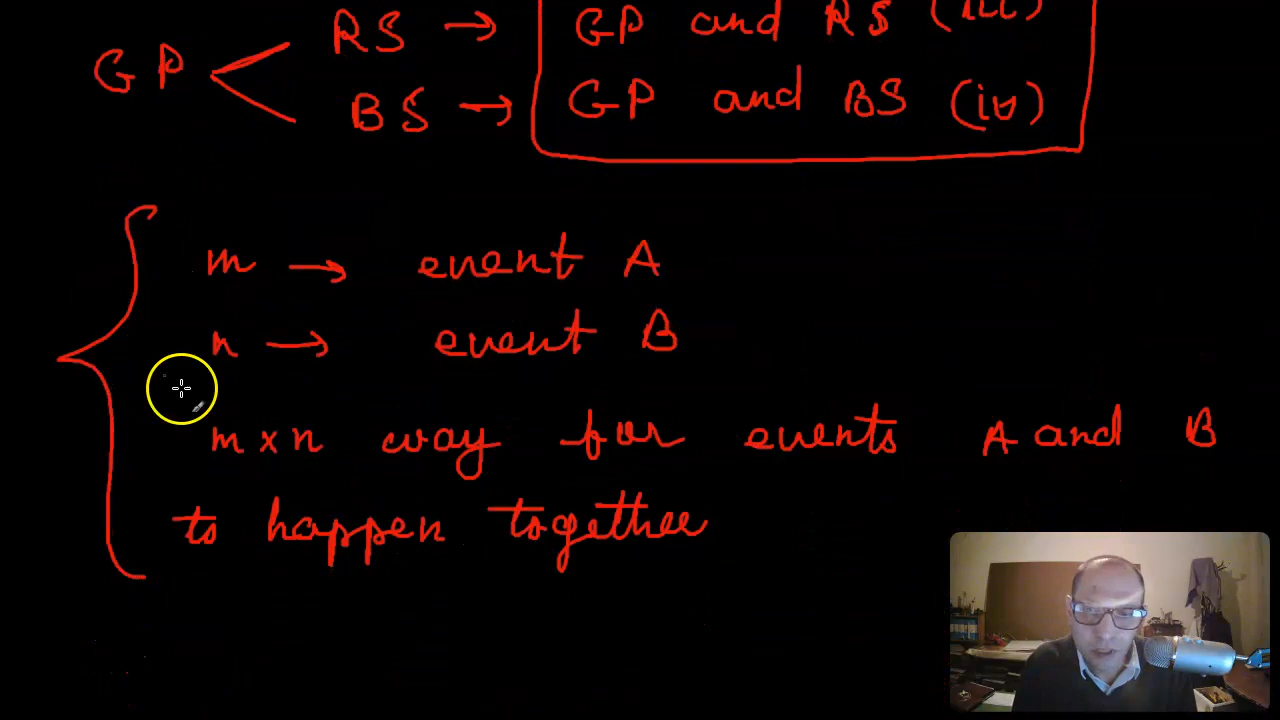 RS → GP and RS (iii)
GP
BS → GP and BS (iv)
m → event A
n → event B
m x n way for events A and B
to happen together